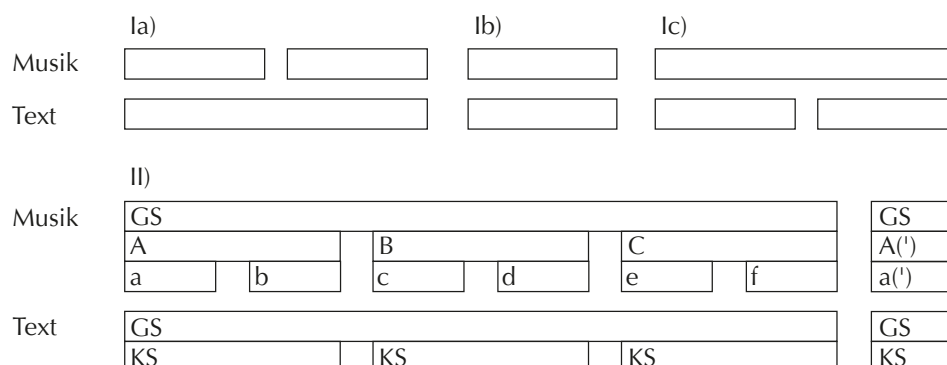 Ia) Ib) Ic)
Musik
Text
II)
Musik GS GS
A B C A(')
a b c d e f a(')
Text GS GS
KS KS KS KS